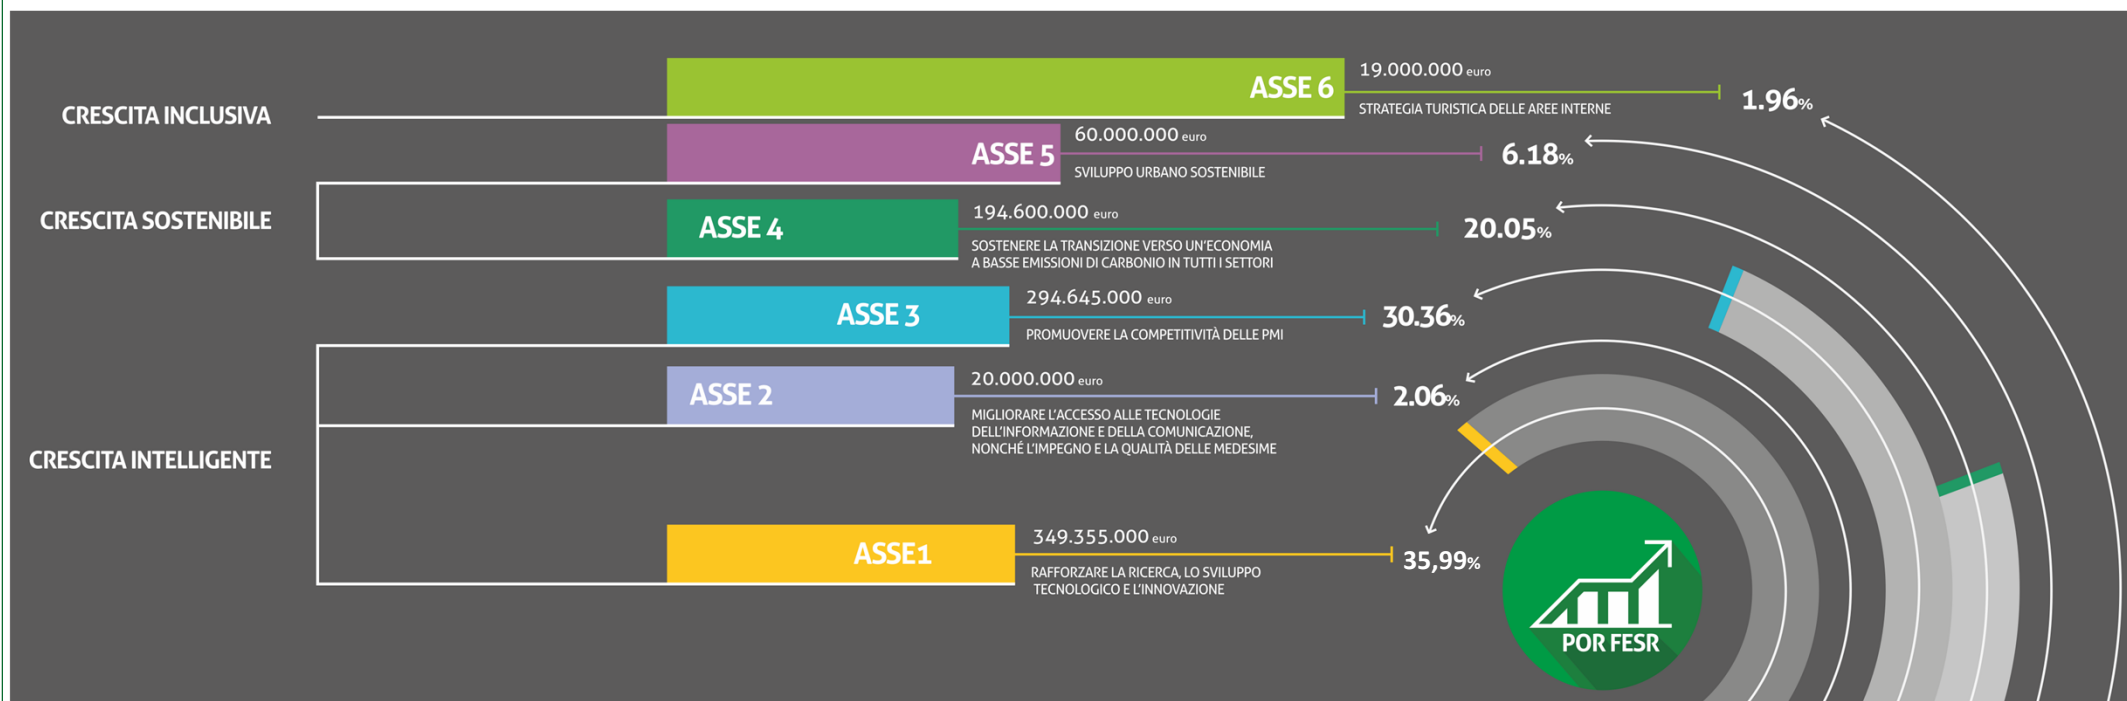 CRESCITA INCLUSIVA
ASSE 6
19.000.000 euro
STRATEGIA TURISTICA DELLE AREE INTERNE
1.96%
ASSE 5
60.000.000 euro
SVILUPPO URBANO SOSTENIBILE
6.18%
CRESCITA SOSTENIBILE
ASSE 4
194.600.000 euro
SOSTENERE LA TRANSIZIONE VERSO UN'ECONOMIA
A BASSE EMISSIONI DI CARBONIO IN TUTTI I SETTORI
20.05%
ASSE 3
294.645.000 euro
PROMUOVERE LA COMPETITIVITÀ DELLE PMI
30.36%
CRESCITA INTELLIGENTE
ASSE 2
20.000.000 euro
MIGLIORARE L'ACCESSO ALLE TECNOLOGIE
DELL'INFORMAZIONE E DELLA COMUNICAZIONE,
NONCHÉ L'IMPEGNO E LA QUALITÀ DELLE MEDESIME
2.06%
ASSE1
349.355.000 euro
RAFFORZARE LA RICERCA, LO SVILUPPO
TECNOLOGICO E L'INNOVAZIONE
35,99%
POR FESR